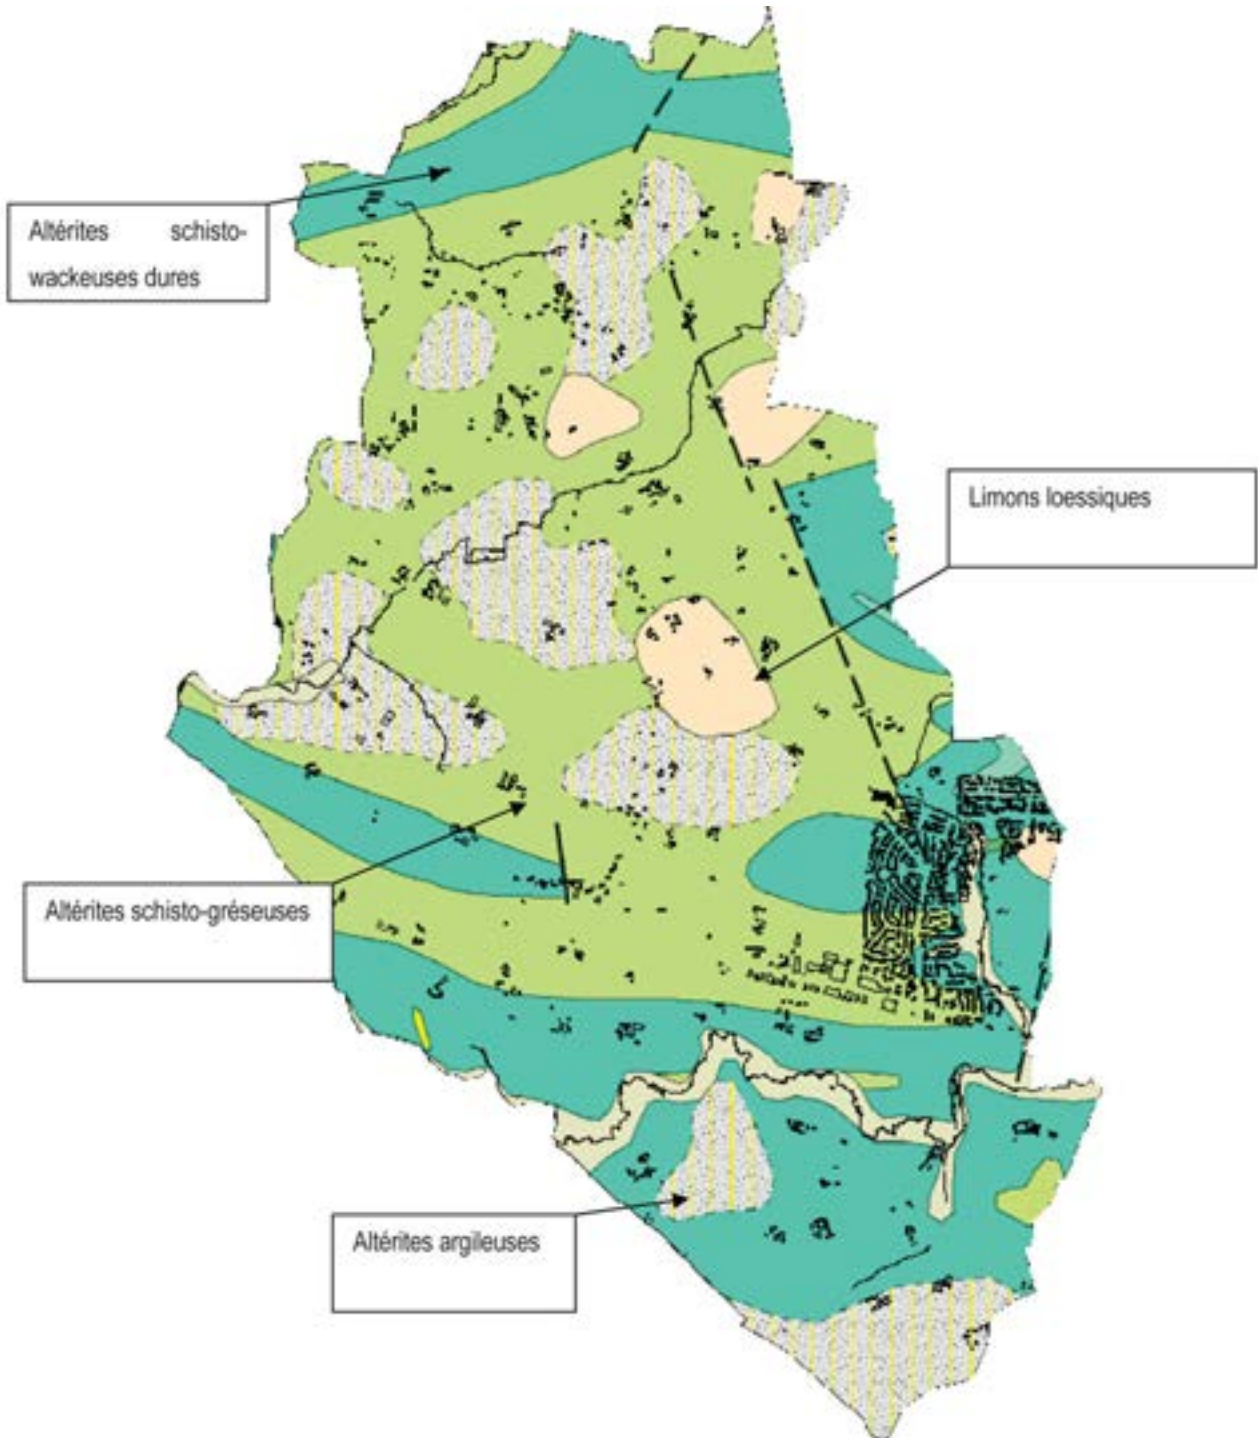 Altérites schisto-
wackeuses dures
Limons loessiques
Altérites schisto-gréseuses
Altérites argileuses